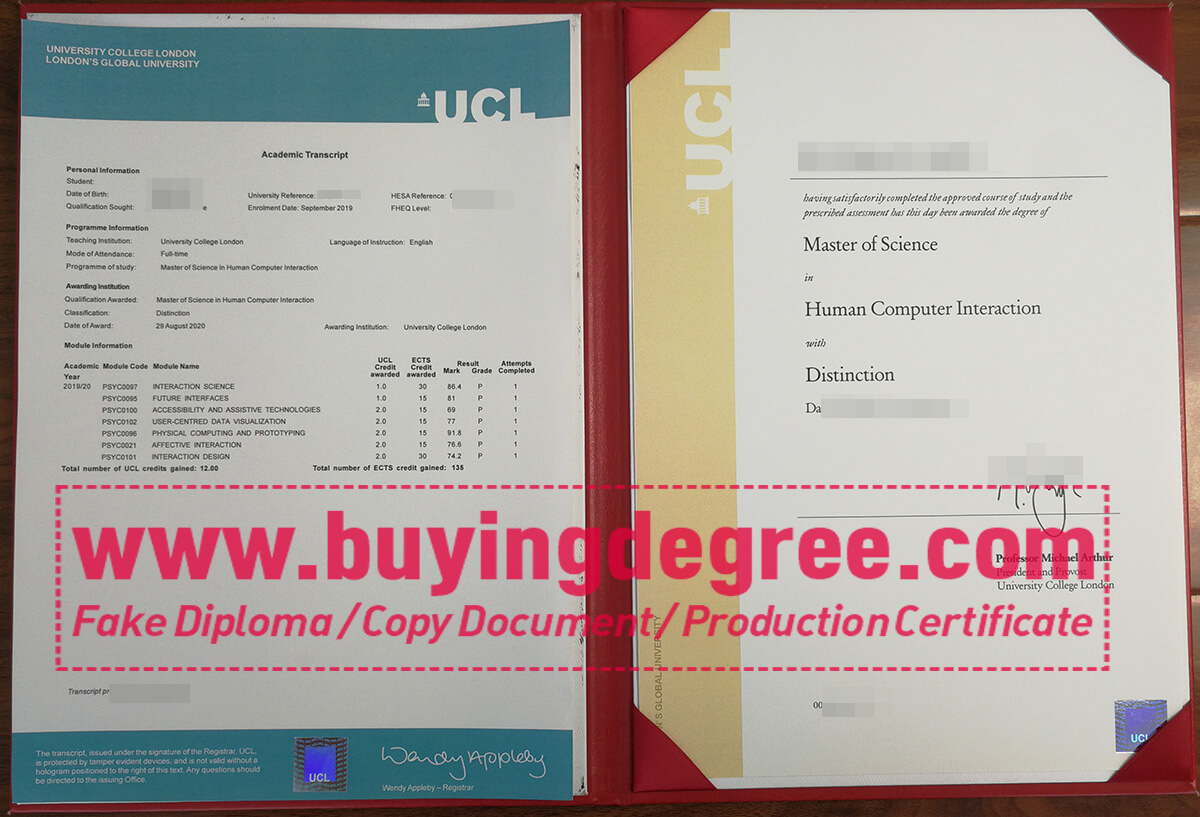 UNIVERSITY COLLEGE LONDON
LONDON'S GLOBAL UNIVERSITY
UCL
Academic Transcript
Personal Information
Student:
Date of Birth:
University Reference:
HESA Reference:
Qualification Sought:
Enrolment Date: September 2019
FHEQ Level:
Programme Information
Teaching Institution: University College London
Language of Instruction: English
Mode of Attendance: Full-time
Programme of study: Master of Science in Human Computer Interaction
Awarding Institution
Qualification Awarded: Master of Science in Human Computer Interaction
Classification: Distinction
Date of Award: 29 August 2020
Awarding Institution: University College London
Module Information
Academic Year Module Code Module Name UCL Credit awarded ECTS Credit awarded Result Mark Grade Attempts Completed
2019/20 PSYC0097 INTERACTION SCIENCE 1.0 30 86.4 P 1
PSYC0095 FUTURE INTERFACES 1.0 15 81 P 1
PSYC0100 ACCESSIBILITY AND ASSISTIVE TECHNOLOGIES 2.0 15 69 P 1
PSYC0102 USER-CENTRED DATA VISUALIZATION 2.0 15 77 P 1
PSYC0096 PHYSICAL COMPUTING AND PROTOTYPING 2.0 15 91.8 P 1
PSYC0021 AFFECTIVE INTERACTION 2.0 15 76.6 P 1
PSYC0101 INTERACTION DESIGN 2.0 30 74.2 P 1
Total number of UCL credits gained: 12.00 Total number of ECTS credit gained: 135
Transcript pr
The transcript, issued under the signature of the Registrar, UCL,
is protected by tamper evident devices, and is not valid without a
hologram positioned to the right of this text. Any questions should
be directed to the issuing Office.
UCL
Wendy Appleby
Wendy Appleby – Registrar
UCL
having satisfactorily completed the approved course of study and the
prescribed assessment has this day been awarded the degree of
Master of Science
in
Human Computer Interaction
with
Distinction
Da
Professor Michael Arthur
President and Provost
University College London
00
N'S GLOBAL UNIVERSITY
UCL
www.buyingdegree.com
Fake Diploma / Copy Document / Production Certificate